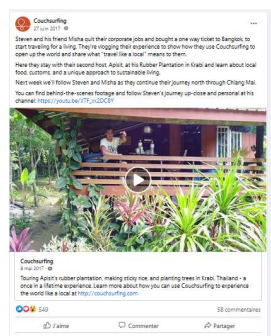 Couchsurfing
27 juin 2017
Steven and his friend Misha quit their corporate jobs and bought a one way ticket to Bangkok, to
start traveling for a living. They're vlogging their experience to show how they use Couchsurfing to
open up the world and share what "travel like a local" means to them.
Here they stay with their second host, Apisit, at his Rubber Plantation in Krabi and learn about local
food, customs, and a unique approach to sustainable living.
Next week we'll follow Steven and Misha as they continue their journey north through Chiang Mai.
You can find behind-the-scenes footage and follow Steven's journey up-close and personal at his
channel: https://youtu.be/
Couchsurfing
8 mai 2017
Touring Apisit's rubber plantation, making sticky rice, and planting trees in Krabi, Thailand - a
once in a lifetime experience. Learn more about how you can use Couchsurfing to experience
the world like a local at http://couchsurfing.com
543
58 commentaires
J'aime
Commenter
Partager